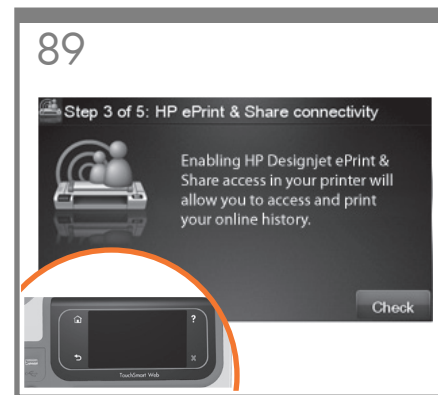 89
Step 3 of 5: HP ePrint & Share connectivity
Enabling HP Designjet ePrint &
Share access in your printer will
allow you to access and print
your online history.
Check
?
X
TouchSmart Web